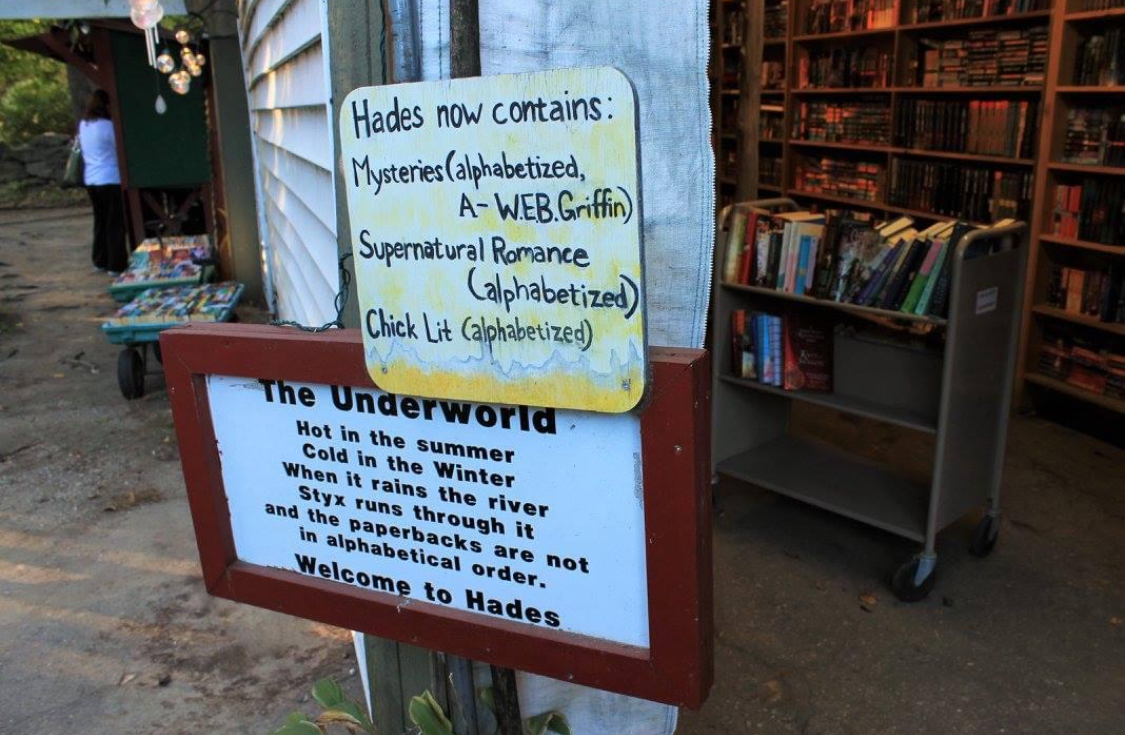 Hades now contains:
Mysteries (alphabetized,
A- W.E.B. Griffin)
Supernatural Romance
(alphabetized)
Chick Lit (alphabetized)
The Underworld
Hot in the summer
Cold in the Winter
When it rains the river
Styx runs through it
and the paperbacks are not
in alphabetical order.
Welcome to Hades